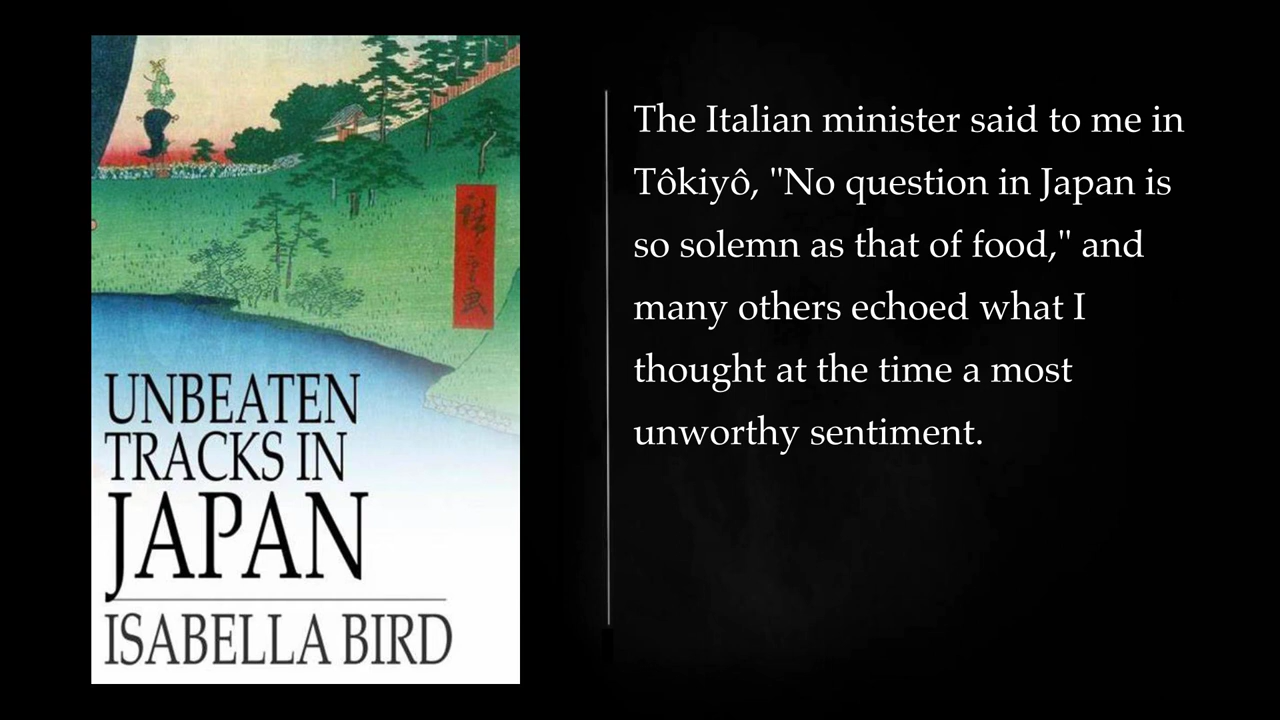 UNBEATEN
TRACKS IN
JAPAN
ISABELLA BIRD
The Italian minister said to me in
Tôkiyô, "No question in Japan is
so solemn as that of food," and
many others echoed what I
thought at the time a most
unworthy sentiment.